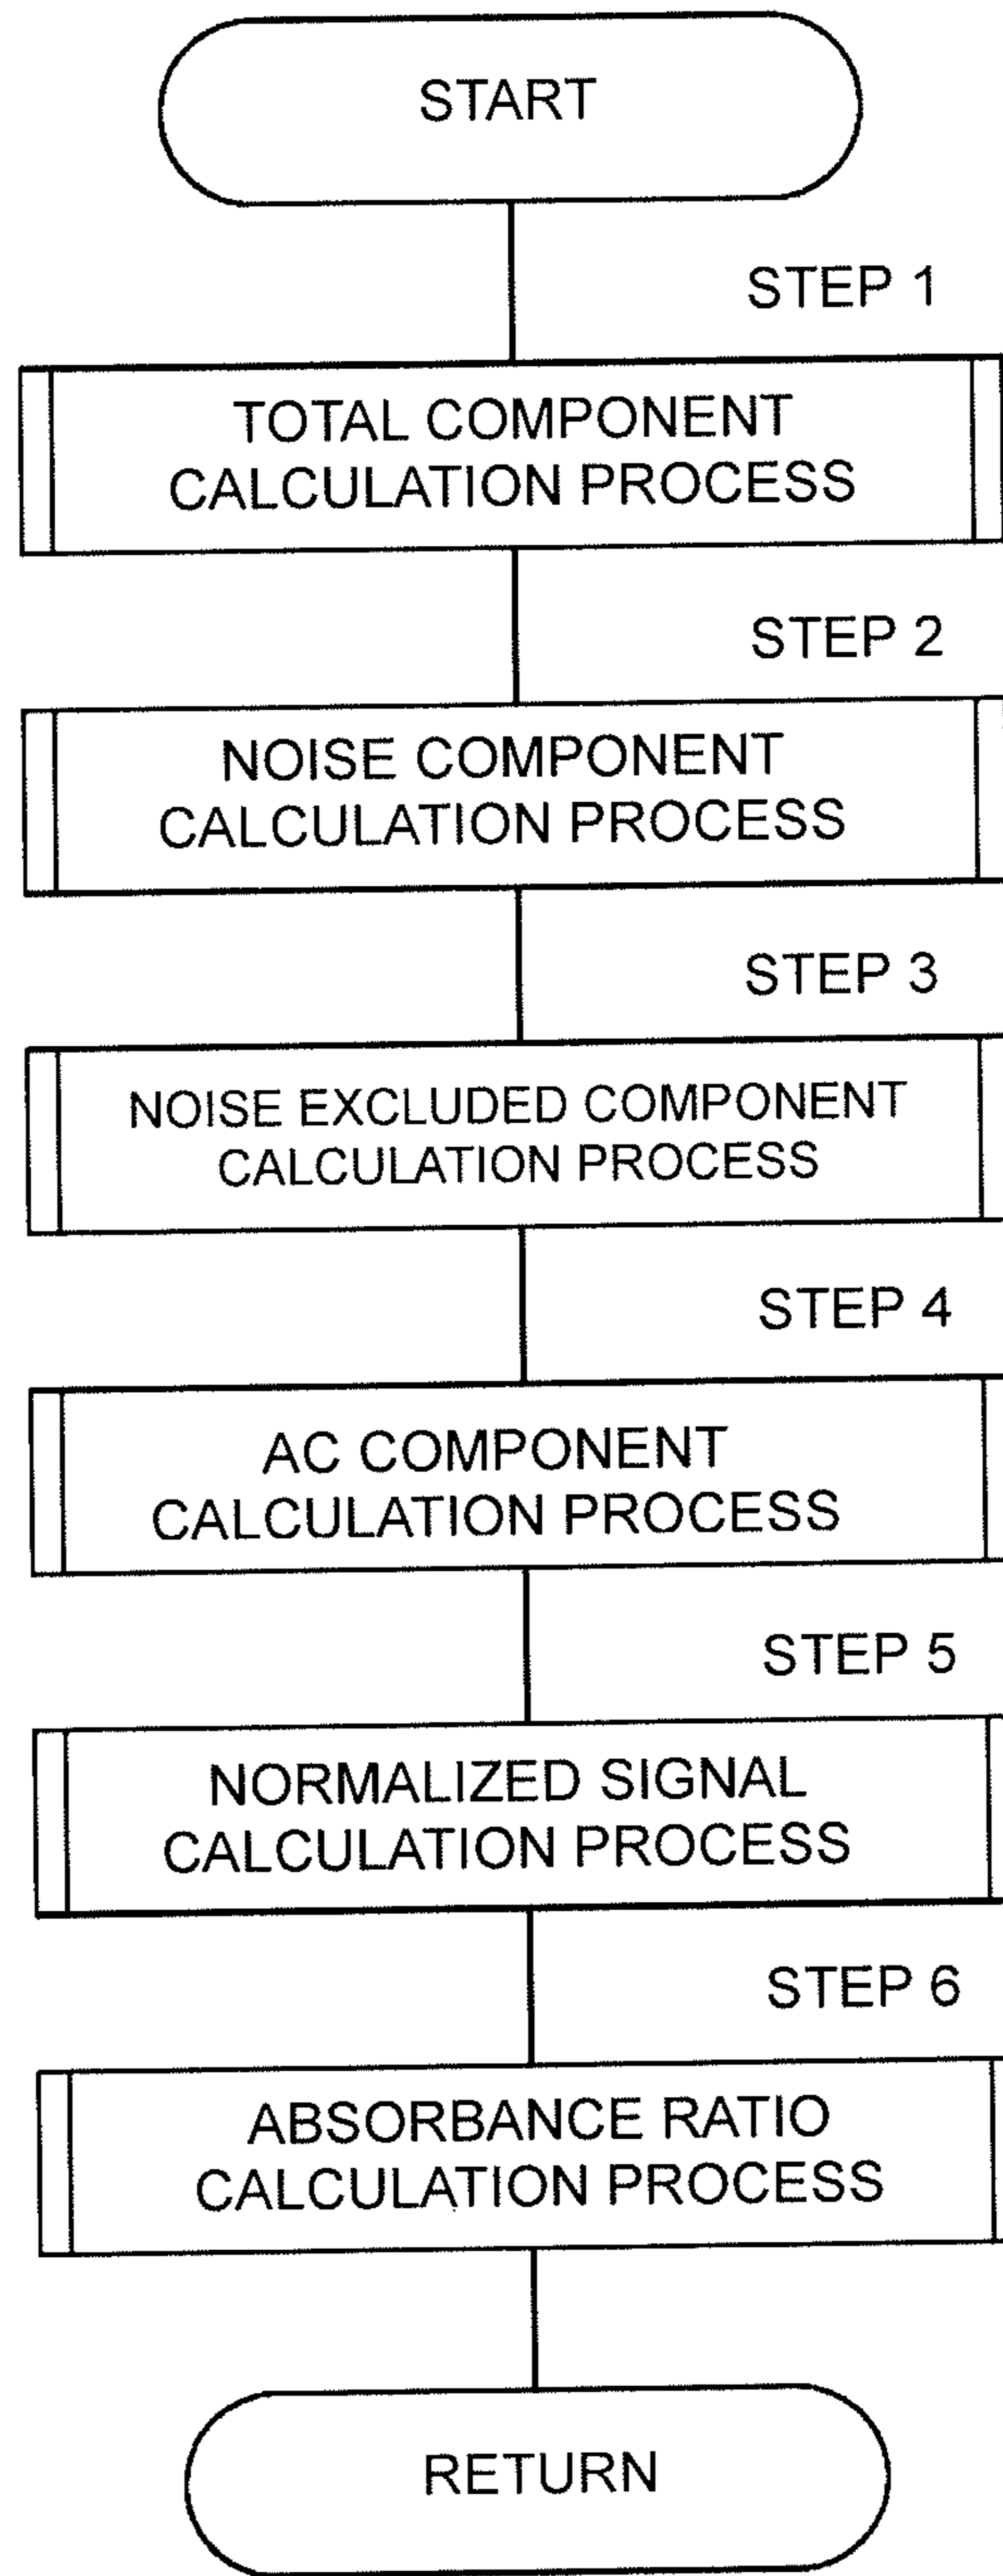 START
STEP 1
TOTAL COMPONENT
CALCULATION PROCESS
STEP 2
NOISE COMPONENT
CALCULATION PROCESS
STEP 3
NOISE EXCLUDED COMPONENT
CALCULATION PROCESS
STEP 4
AC COMPONENT
CALCULATION PROCESS
STEP 5
NORMALIZED SIGNAL
CALCULATION PROCESS
STEP 6
ABSORBANCE RATIO
CALCULATION PROCESS
RETURN